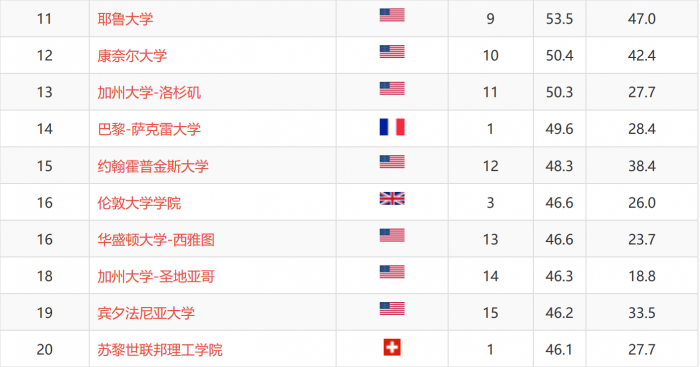 11 耶鲁大学 9 53.5 47.0
12 康奈尔大学 10 50.4 42.4
13 加州大学-洛杉矶 11 50.3 27.7
14 巴黎-萨克雷大学 1 49.6 28.4
15 约翰霍普金斯大学 12 48.3 38.4
16 伦敦大学学院 3 46.6 26.0
16 华盛顿大学-西雅图 13 46.6 23.7
18 加州大学-圣地亚哥 14 46.3 18.8
19 宾夕法尼亚大学 15 46.2 33.5
20 苏黎世联邦理工学院 1 46.1 27.7